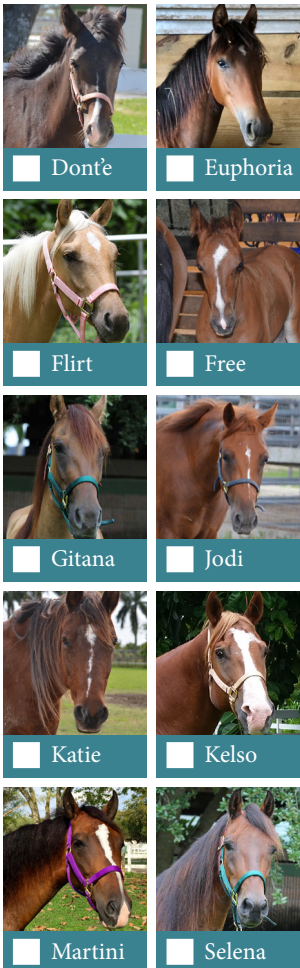 Dont'e
Euphoria
Flirt
Free
Gitana
Jodi
Katie
Kelso
Martini
Selena